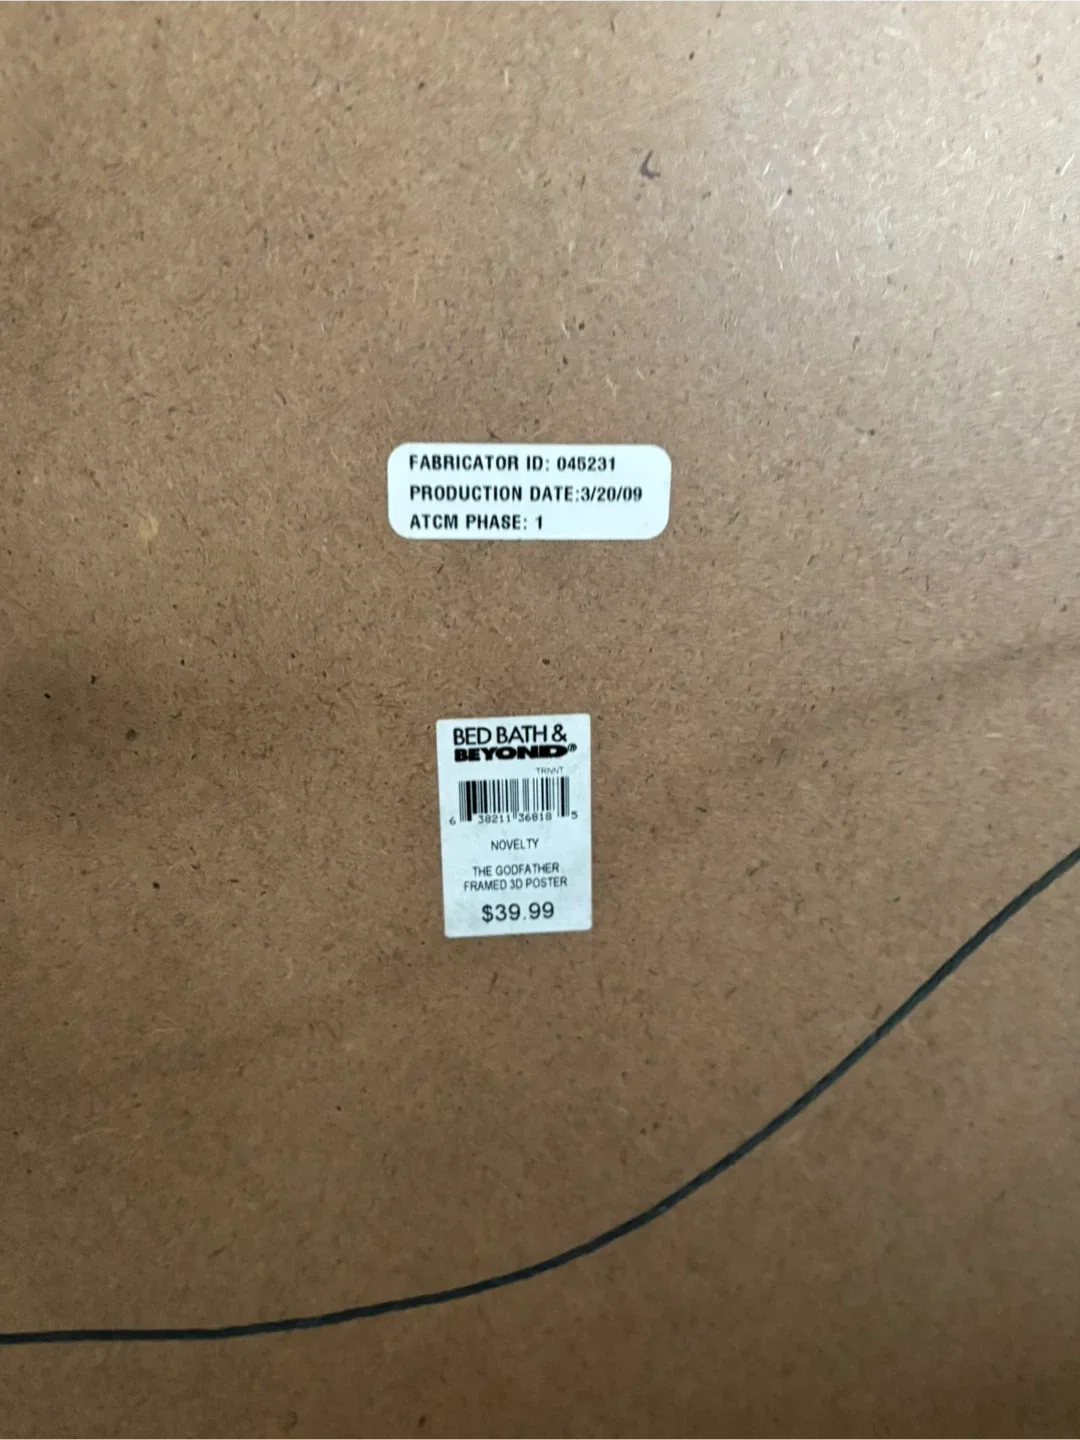 FABRICATOR ID: 045231
PRODUCTION DATE:3/20/09
ATCM PHASE: 1
BED BATH &
BEYOND®
TRNNT
6 38211 36818 5
NOVELTY
THE GODFATHER
FRAMED 3D POSTER
$39.99